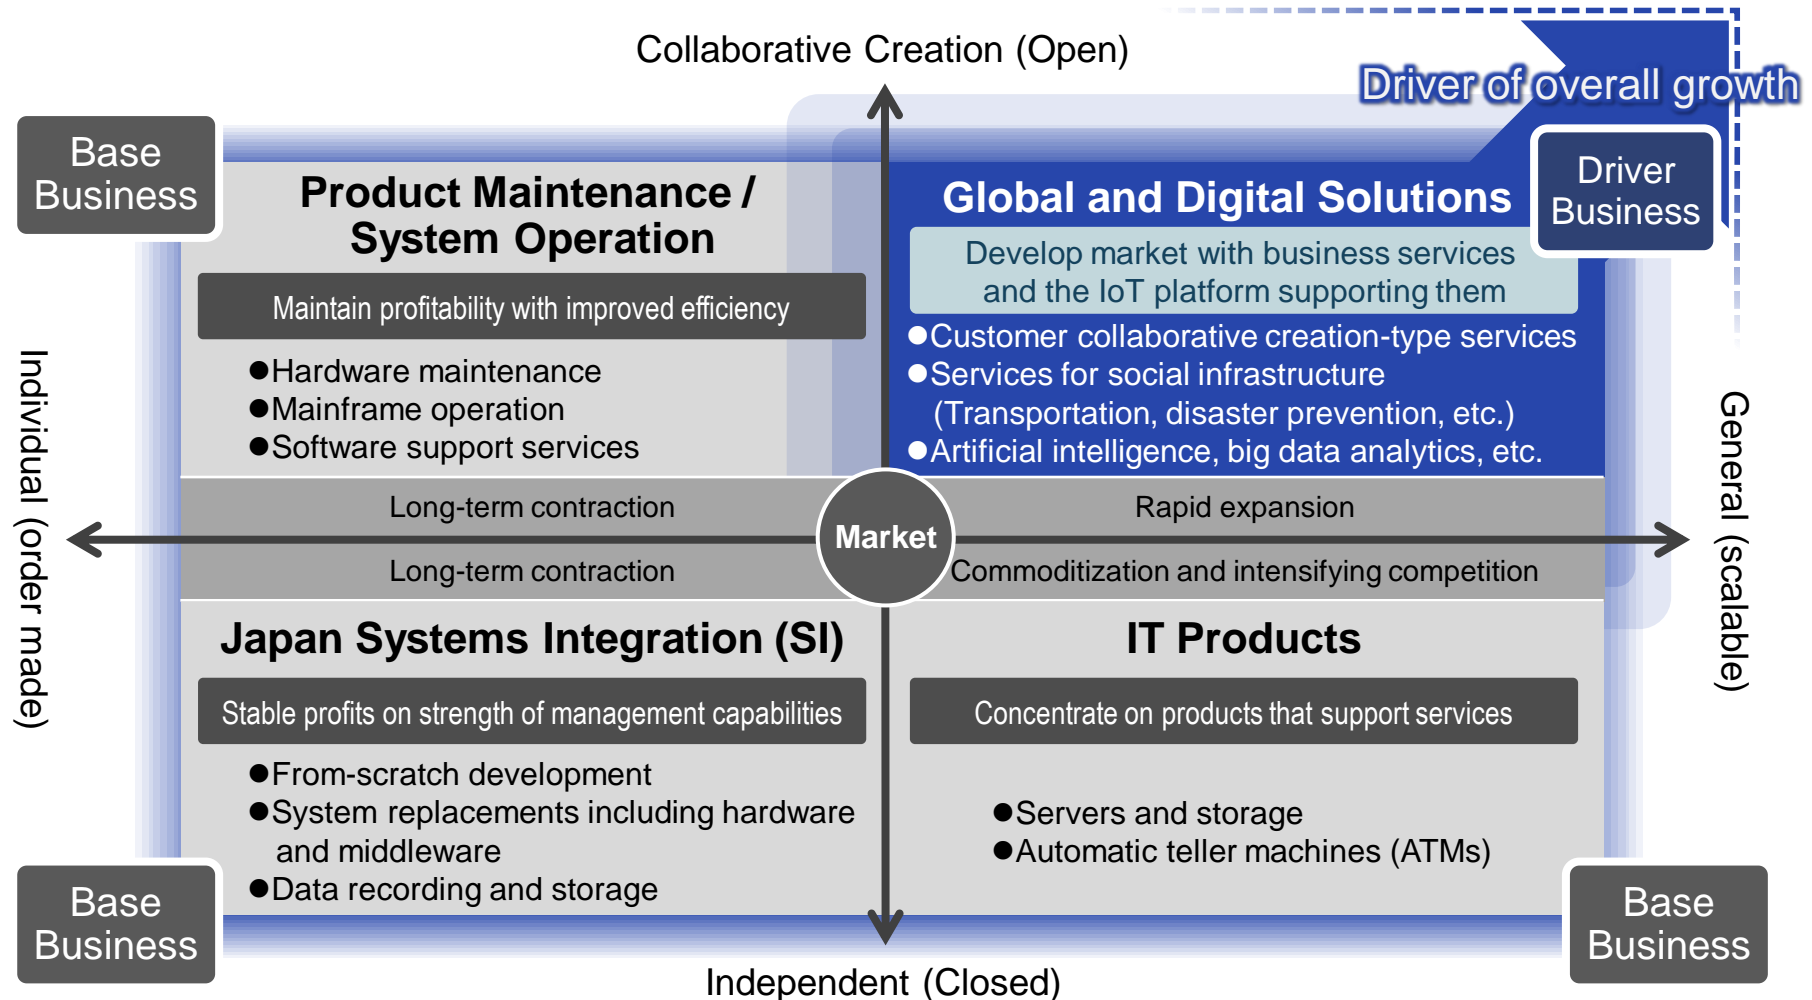 Collaborative Creation (Open)
Driver of overall growth
Base
Business
Driver
Business
Product Maintenance /
System Operation
Maintain profitability with improved efficiency
●Hardware maintenance
●Mainframe operation
●Software support services
Global and Digital Solutions
Develop market with business services
and the IoT platform supporting them
●Customer collaborative creation-type services
●Services for social infrastructure
(Transportation, disaster prevention, etc.)
●Artificial intelligence, big data analytics, etc.
Individual (order made)
General (scalable)
Long-term contraction
Rapid expansion
Market
Long-term contraction
Commoditization and intensifying competition
Japan Systems Integration (SI)
Stable profits on strength of management capabilities
●From-scratch development
●System replacements including hardware
and middleware
●Data recording and storage
IT Products
Concentrate on products that support services
●Servers and storage
●Automatic teller machines (ATMs)
Base
Business
Base
Business
Independent (Closed)